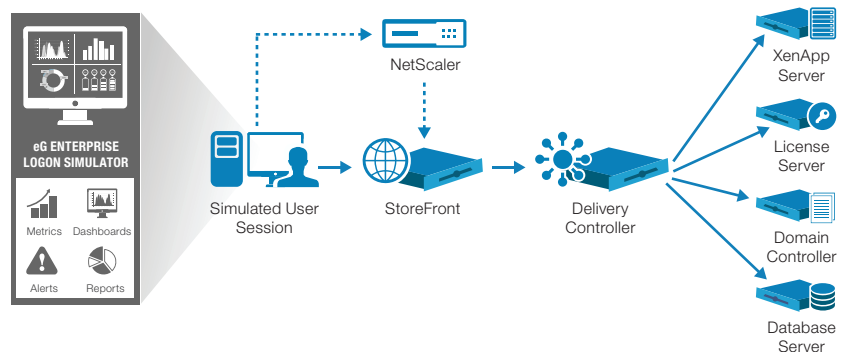 eG ENTERPRISE
LOGON SIMULATOR
Metrics
Dashboards
Alerts
Reports
Simulated User
Session
NetScaler
StoreFront
Delivery
Controller
XenApp
Server
License
Server
Domain
Controller
Database
Server